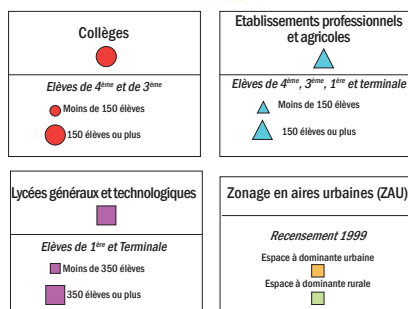 Collèges
Elèves de 4ème et de 3ème
Moins de 150 élèves
150 élèves ou plus
Etablissements professionnels
et agricoles
Elèves de 4ème, 3ème, 1ère et terminale
Moins de 150 élèves
150 élèves ou plus
Lycées généraux et technologiques
Elèves de 1ère et Terminale
Moins de 350 élèves
350 élèves ou plus
Zonage en aires urbaines (ZAU)
Recensement 1999
Espace à dominante urbaine
Espace à dominante rurale